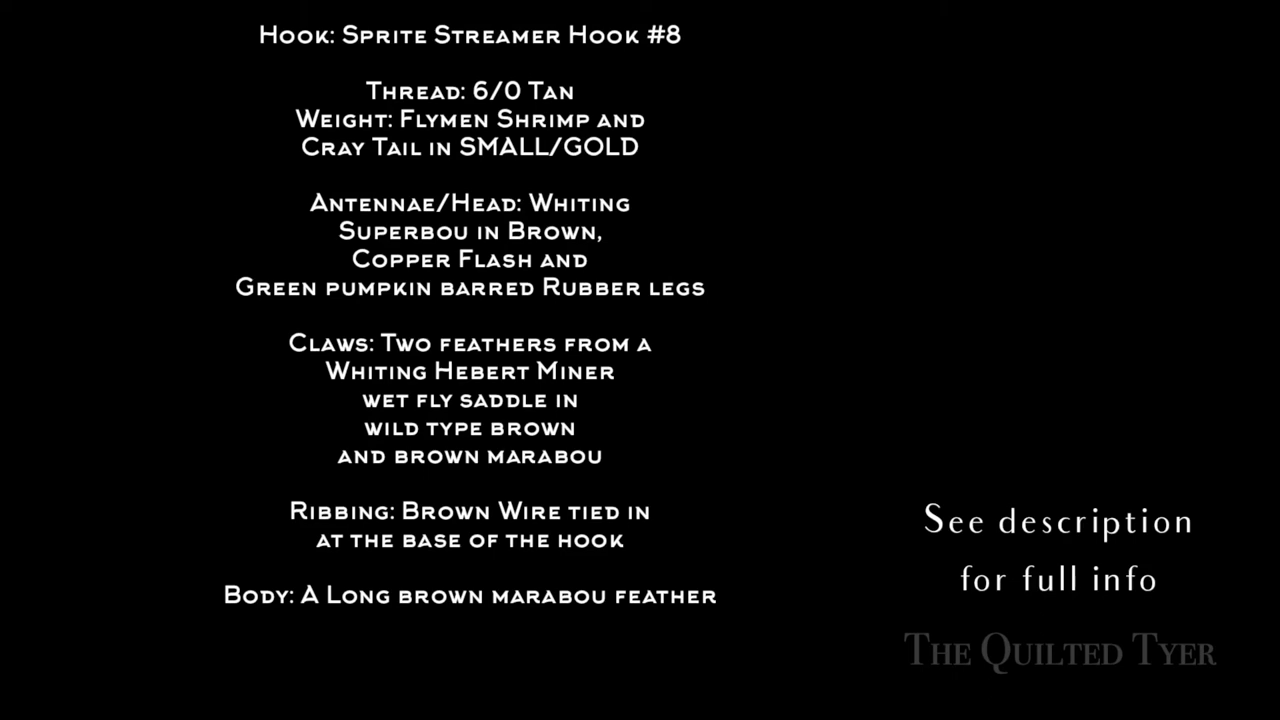 Hook: Sprite Streamer Hook #8
Thread: 6/0 Tan
Weight: Flymen Shrimp and
Cray Tail in SMALL/GOLD
Antennae/Head: Whiting
Superbou in Brown,
Copper Flash and
Green pumpkin barred Rubber legs
Claws: Two feathers from a
Whiting Hebert Miner
wet fly saddle in
wild type brown
and brown marabou
Ribbing: Brown Wire tied in
at the base of the hook
Body: A Long brown marabou feather
See description
for full info
The Quilted Tyer